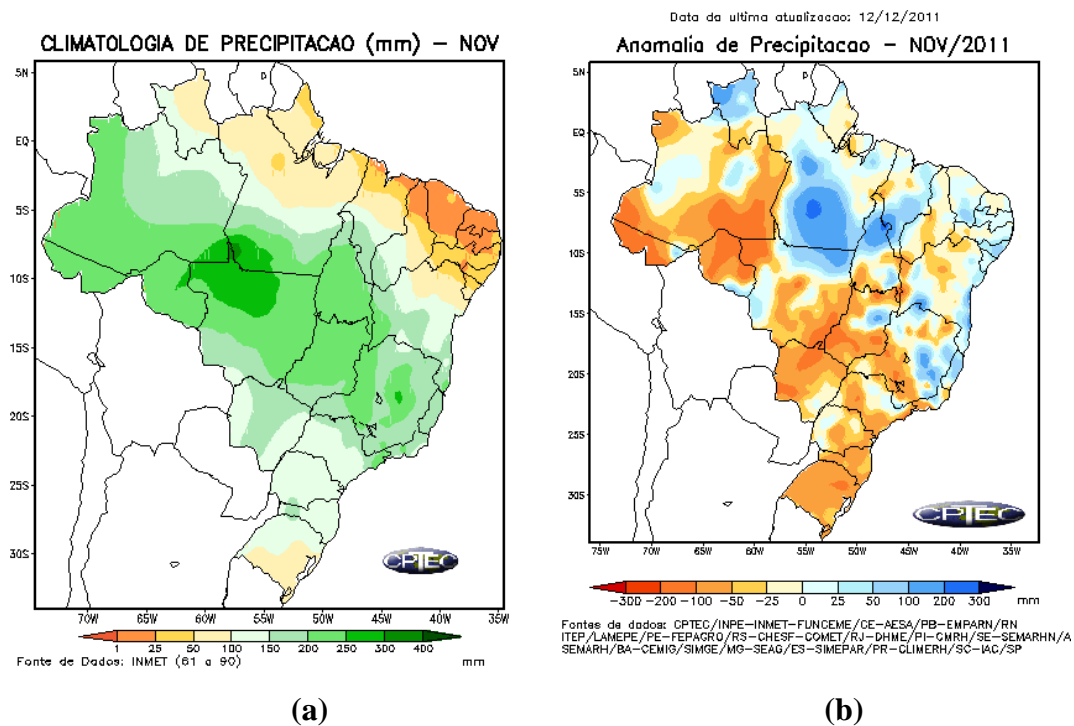 CLIMATOLOGIA DE PRECIPITACAO (mm) – NOV
5N
EQ
5S
10S
15S
20S
25S
30S
70W 65W 60W 55W 50W 45W 40W 35W
CPTEC
1 25 50 100 150 200 250 300 400
mm
Fonte de Dados: INMET (61 a 90)
(a)
Data da ultima atualizacao: 12/12/2011
Anomalia de Precipitacao – NOV/2011
5N
EQ
5S
10S
15S
20S
25S
30S
75W 70W 65W 60W 55W 50W 45W 40W 35W
CPTEC
−300 −200 −100 −50 −25 0 25 50 100 200 300
mm
Fontes de dados: CPTEC/INPE-INMET-FUNCEME/CE-AESA/PB-EMPARN/RN
ITEP/LAMEPE/PE-FEPAGRO/RS-CHESF-COMET/RJ-DHME/PI-CMRH/SE-SEMARHN/A
SEMARH/BA-CEMIG/SIMGE/MG-SEAG/ES-SIMEPAR/PR-CLIMERH/SC-IAC/SP
(b)